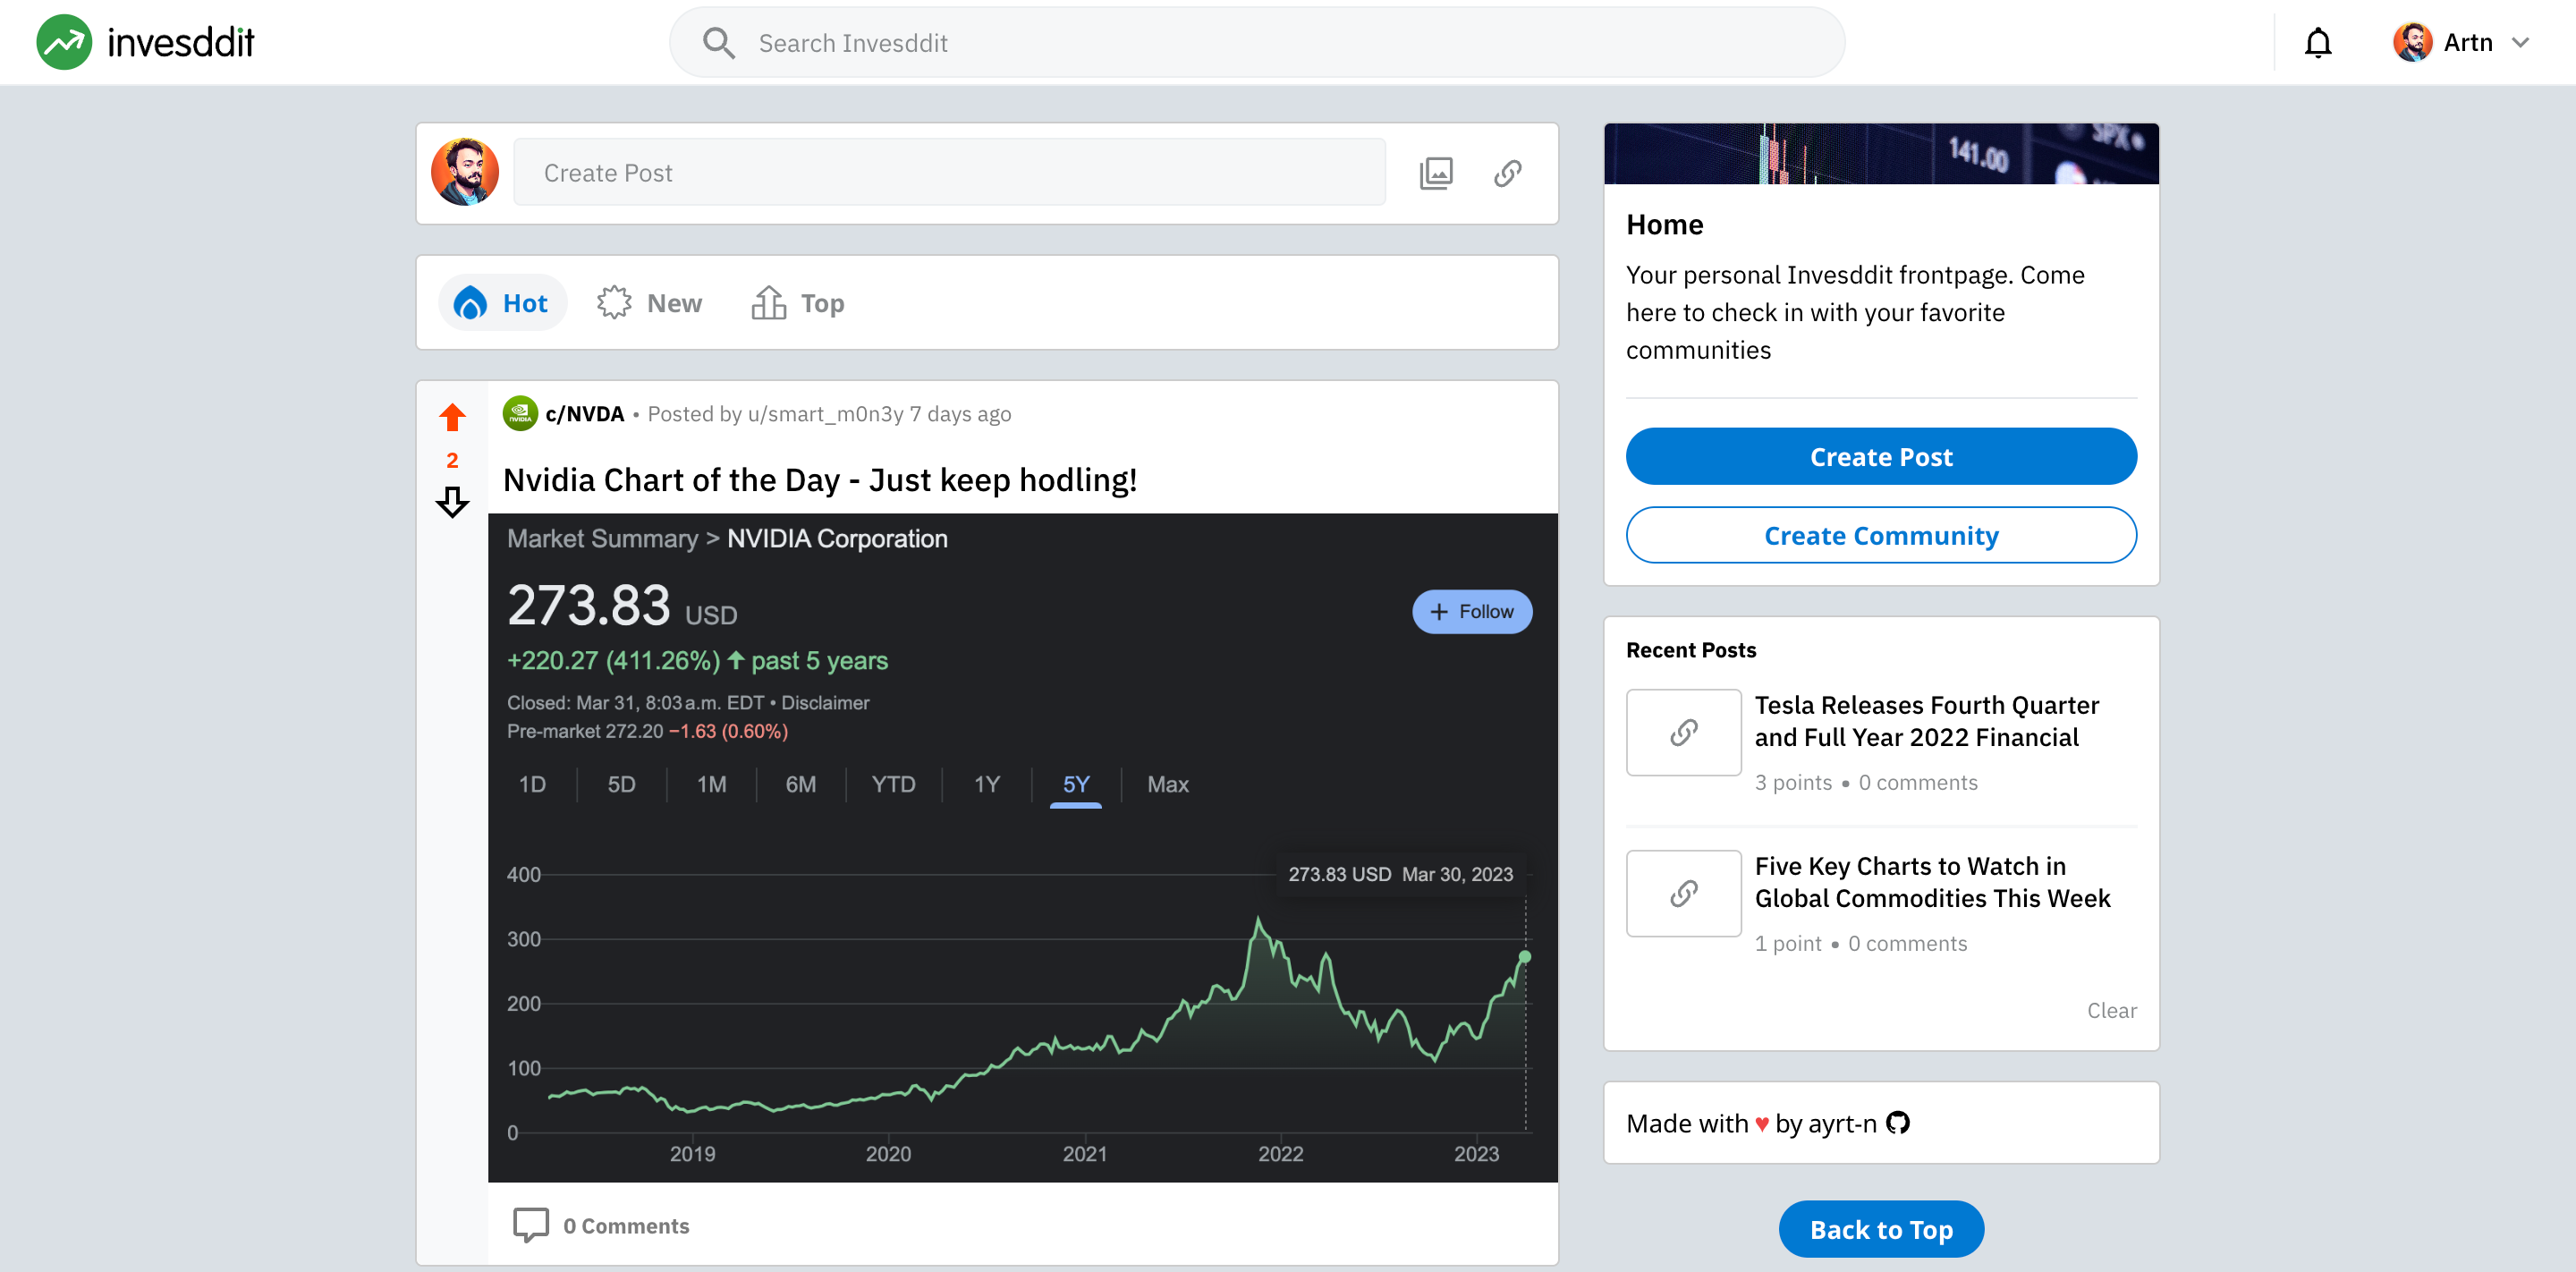 invesddit
Search Invesddit
Artn
Create Post
Hot
New
Top
2
c/NVDA • Posted by u/smart_m0n3y 7 days ago
Nvidia Chart of the Day - Just keep hodling!
Market Summary > NVIDIA Corporation
273.83 USD
+ Follow
+220.27 (411.26%) ↑ past 5 years
Closed: Mar 31, 8:03 a.m. EDT • Disclaimer
Pre-market 272.20 −1.63 (0.60%)
1D 5D 1M 6M YTD 1Y 5Y Max
273.83 USD Mar 30, 2023
400
300
200
100
0
2019 2020 2021 2022 2023
0 Comments
141.00
SPX
Home
Your personal Invesddit frontpage. Come
here to check in with your favorite
communities
Create Post
Create Community
Recent Posts
Tesla Releases Fourth Quarter
and Full Year 2022 Financial
3 points • 0 comments
Five Key Charts to Watch in
Global Commodities This Week
1 point • 0 comments
Clear
Made with ♥ by ayrt-n
Back to Top